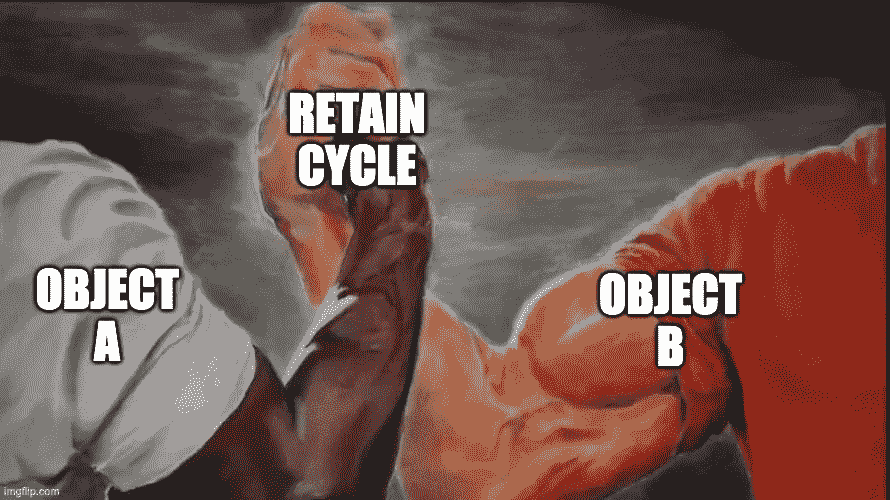 RETAIN
CYCLE
OBJECT
A
OBJECT
B
imgflip.com